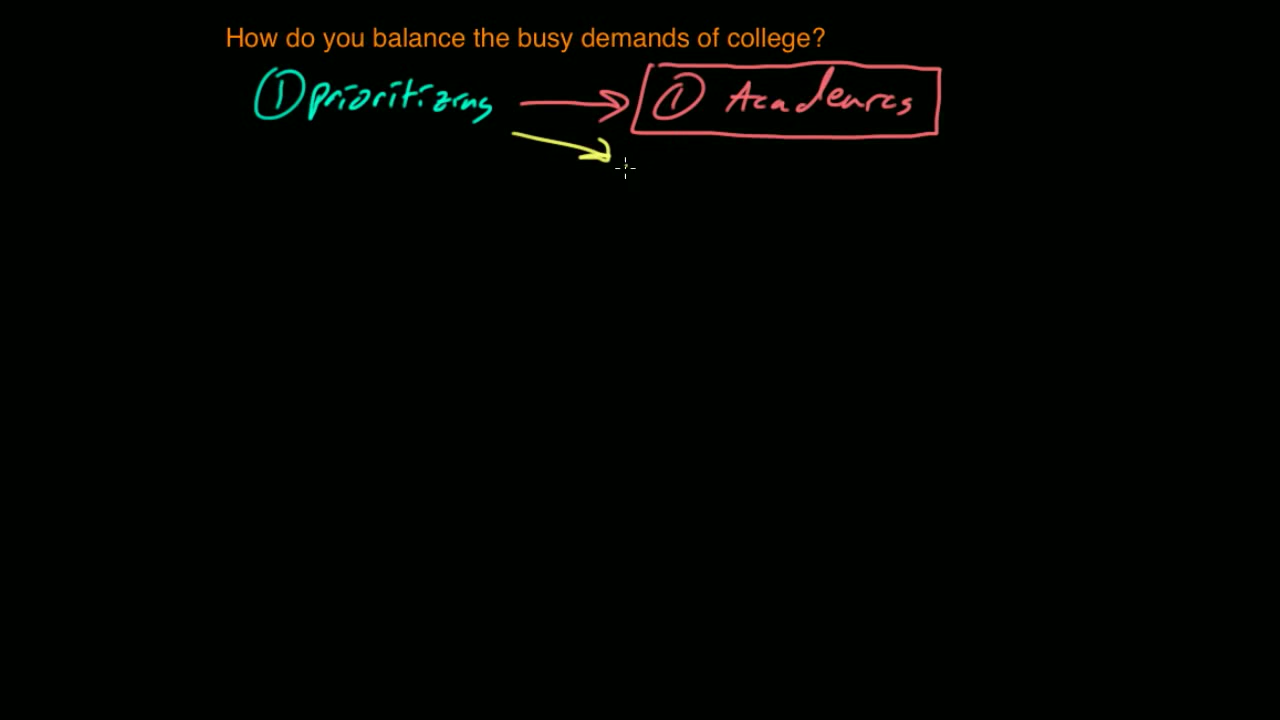 How do you balance the busy demands of college?
① prioritizing → ① Academics